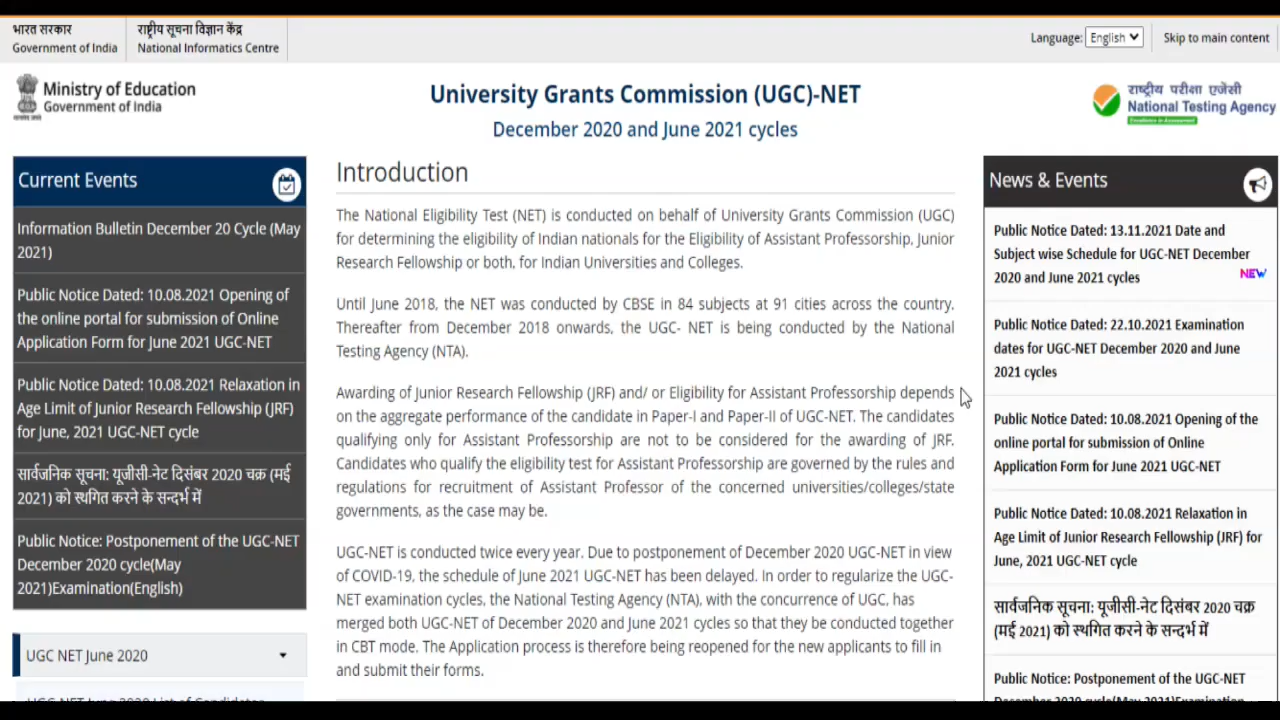 भारत सरकार
Government of India
राष्ट्रीय सूचना विज्ञान केंद्र
National Informatics Centre
Language: English
Skip to main content
Ministry of Education
Government of India
University Grants Commission (UGC)-NET
December 2020 and June 2021 cycles
राष्ट्रीय परीक्षा एजेंसी
National Testing Agency
Excellence in Assessment
Current Events
Information Bulletin December 20 Cycle (May
2021)
Public Notice Dated: 10.08.2021 Opening of
the online portal for submission of Online
Application Form for June 2021 UGC-NET
Public Notice Dated: 10.08.2021 Relaxation in
Age Limit of Junior Research Fellowship (JRF)
for June, 2021 UGC-NET cycle
सार्वजनिक सूचना: यूजीसी-नेट दिसंबर 2020 चक्र (मई
2021) को स्थगित करने के सन्दर्भ में
Public Notice: Postponement of the UGC-NET
December 2020 cycle(May
2021)Examination(English)
UGC NET June 2020
UGC-NET June 2020 List of Candidates
Introduction
The National Eligibility Test (NET) is conducted on behalf of University Grants Commission (UGC)
for determining the eligibility of Indian nationals for the Eligibility of Assistant Professorship, Junior
Research Fellowship or both, for Indian Universities and Colleges.
Until June 2018, the NET was conducted by CBSE in 84 subjects at 91 cities across the country.
Thereafter from December 2018 onwards, the UGC- NET is being conducted by the National
Testing Agency (NTA).
Awarding of Junior Research Fellowship (JRF) and/ or Eligibility for Assistant Professorship depends
on the aggregate performance of the candidate in Paper-I and Paper-II of UGC-NET. The candidates
qualifying only for Assistant Professorship are not to be considered for the awarding of JRF.
Candidates who qualify the eligibility test for Assistant Professorship are governed by the rules and
regulations for recruitment of Assistant Professor of the concerned universities/colleges/state
governments, as the case may be.
UGC-NET is conducted twice every year. Due to postponement of December 2020 UGC-NET in view
of COVID-19, the schedule of June 2021 UGC-NET has been delayed. In order to regularize the UGC-
NET examination cycles, the National Testing Agency (NTA), with the concurrence of UGC, has
merged both UGC-NET of December 2020 and June 2021 cycles so that they be conducted together
in CBT mode. The Application process is therefore being reopened for the new applicants to fill in
and submit their forms.
News & Events
Public Notice Dated: 13.11.2021 Date and
Subject wise Schedule for UGC-NET December
2020 and June 2021 cycles NEW
Public Notice Dated: 22.10.2021 Examination
dates for UGC-NET December 2020 and June
2021 cycles
Public Notice Dated: 10.08.2021 Opening of the
online portal for submission of Online
Application Form for June 2021 UGC-NET
Public Notice Dated: 10.08.2021 Relaxation in
Age Limit of Junior Research Fellowship (JRF) for
June, 2021 UGC-NET cycle
सार्वजनिक सूचना: यूजीसी-नेट दिसंबर 2020 चक्र
(मई 2021) को स्थगित करने के सन्दर्भ में
Public Notice: Postponement of the UGC-NET
December 2020 cycle(May 2021)Examination